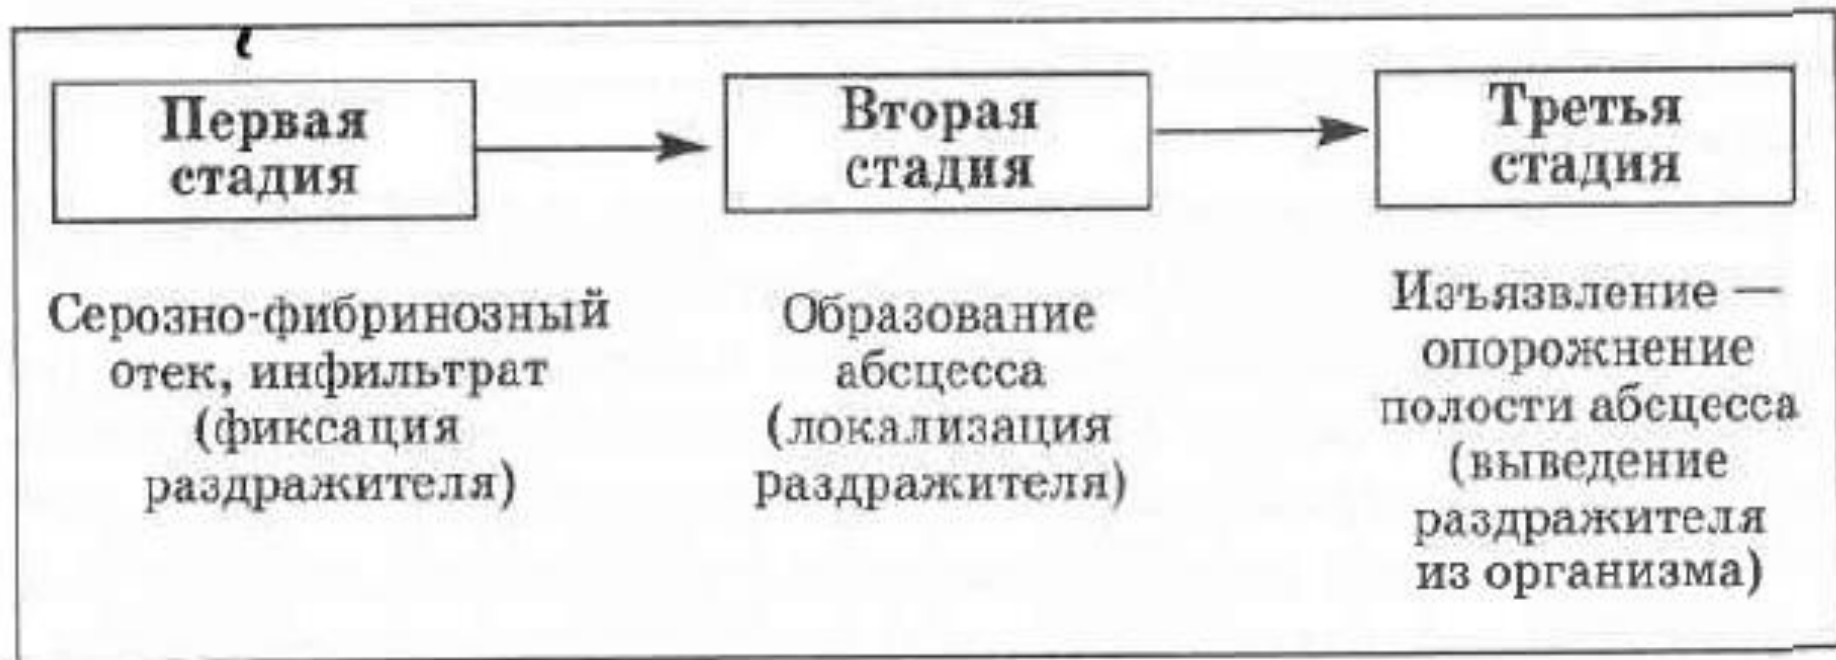 Первая
стадия
Вторая
стадия
Третья
стадия
Серозно-фибринозный
отек, инфильтрат
(фиксация
раздражителя)
Образование
абсцесса
(локализация
раздражителя)
Изъязвление —
опорожнение
полости абсцесса
(выведение
раздражителя
из организма)